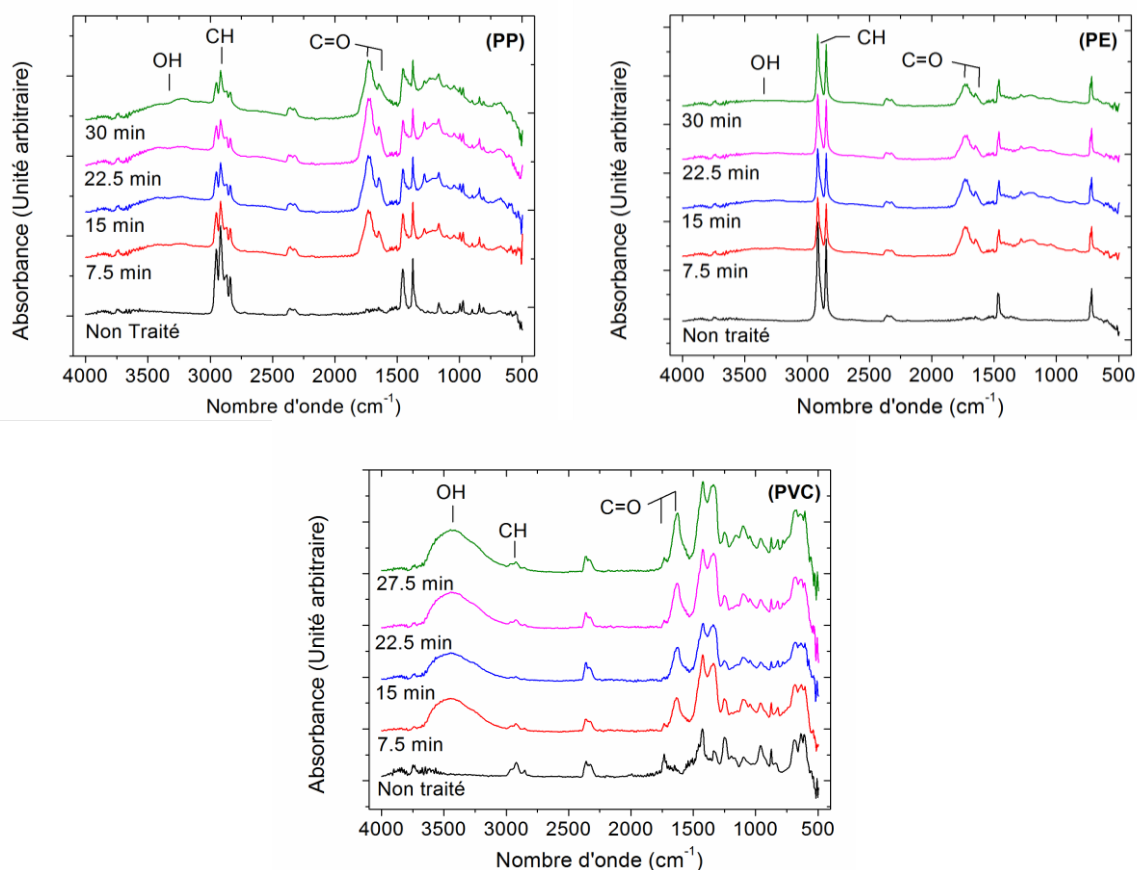 (PP)
OH
CH
C=O
30 min
22.5 min
15 min
7.5 min
Non Traité
Absorbance (Unité arbitraire)
4000 3500 3000 2500 2000 1500 1000 500
Nombre d'onde (cm-1)
(PE)
OH
CH
C=O
30 min
22.5 min
15 min
7.5 min
Non traité
Absorbance (Unité arbitraire)
4000 3500 3000 2500 2000 1500 1000 500
Nombre d'onde (cm-1)
(PVC)
OH
CH
C=O
27.5 min
22.5 min
15 min
7.5 min
Non traité
Absorbance (Unité arbitraire)
4000 3500 3000 2500 2000 1500 1000 500
Nombre d'onde (cm-1)